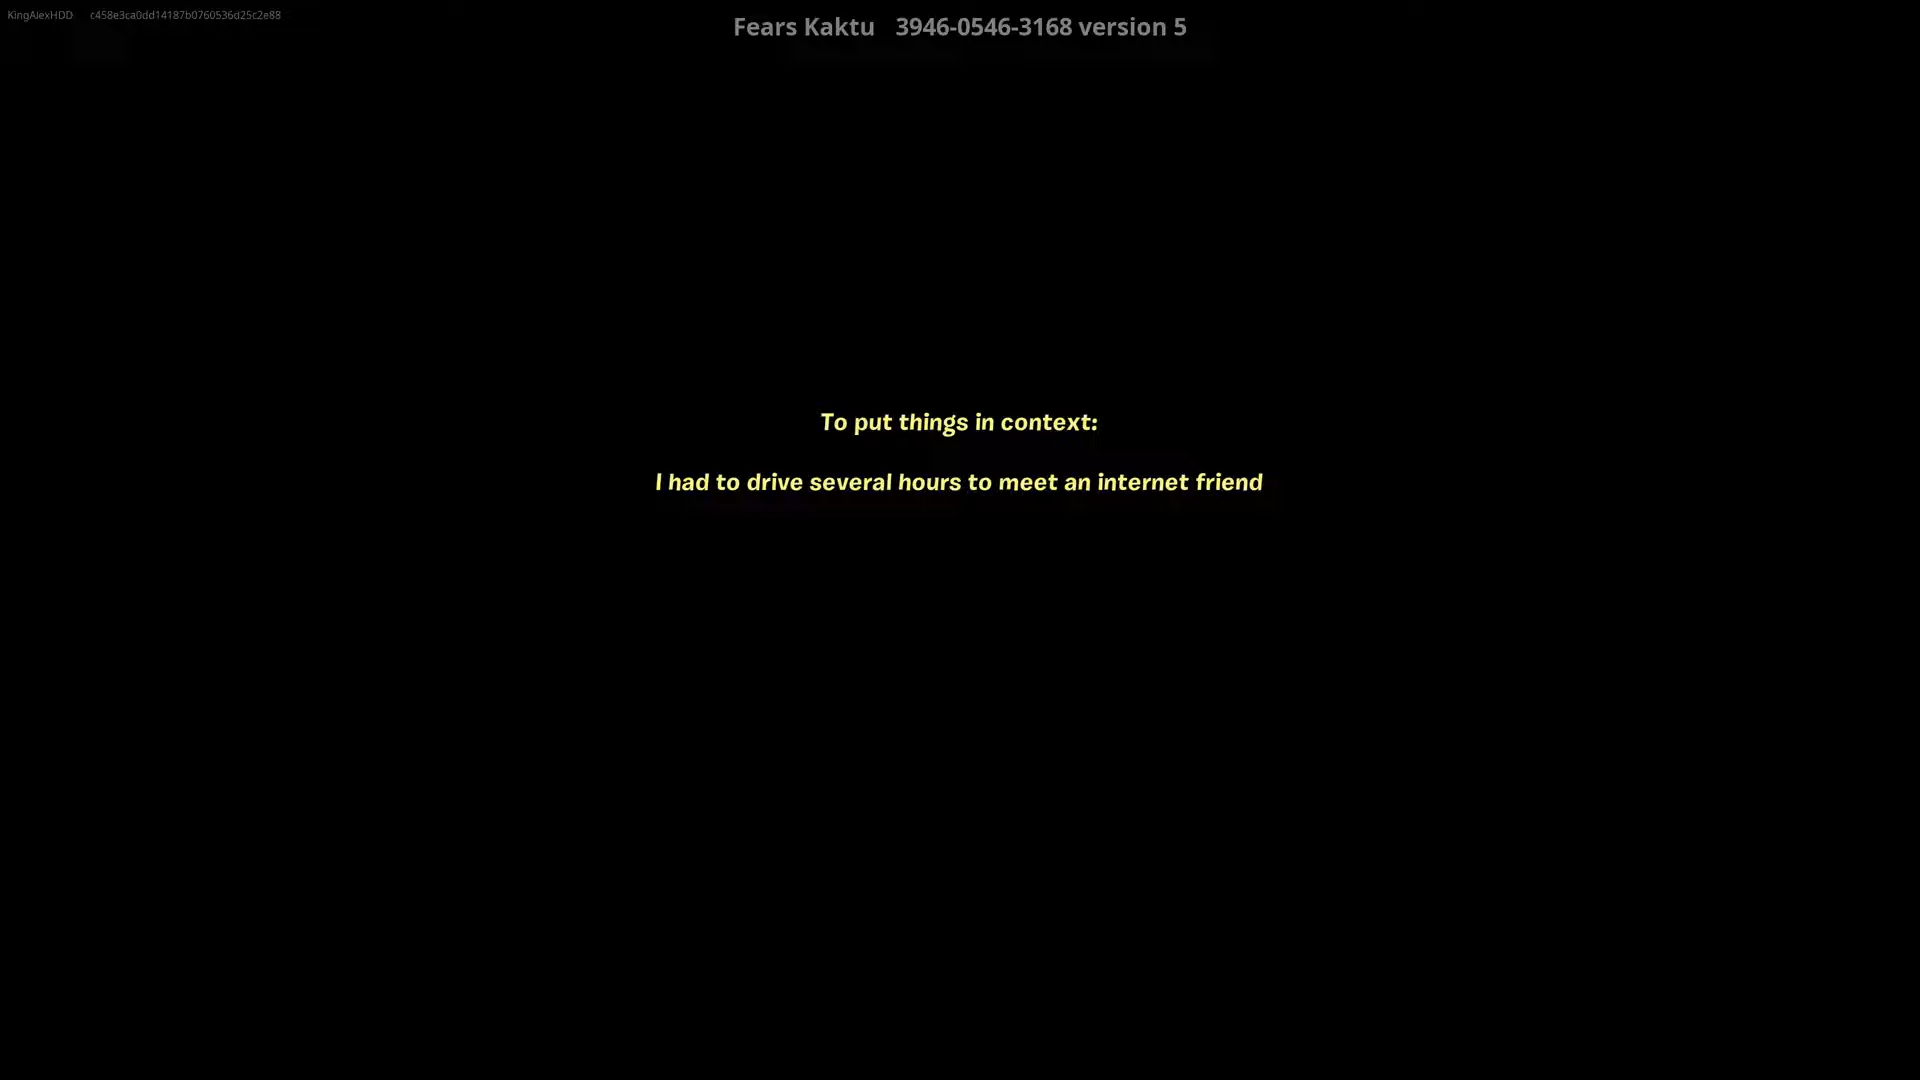 KingAlexHDD c458e3ca0dd14187b0760536d25c2e88
Fears Kaktu 3946-0546-3168 version 5
To put things in context:
I had to drive several hours to meet an internet friend